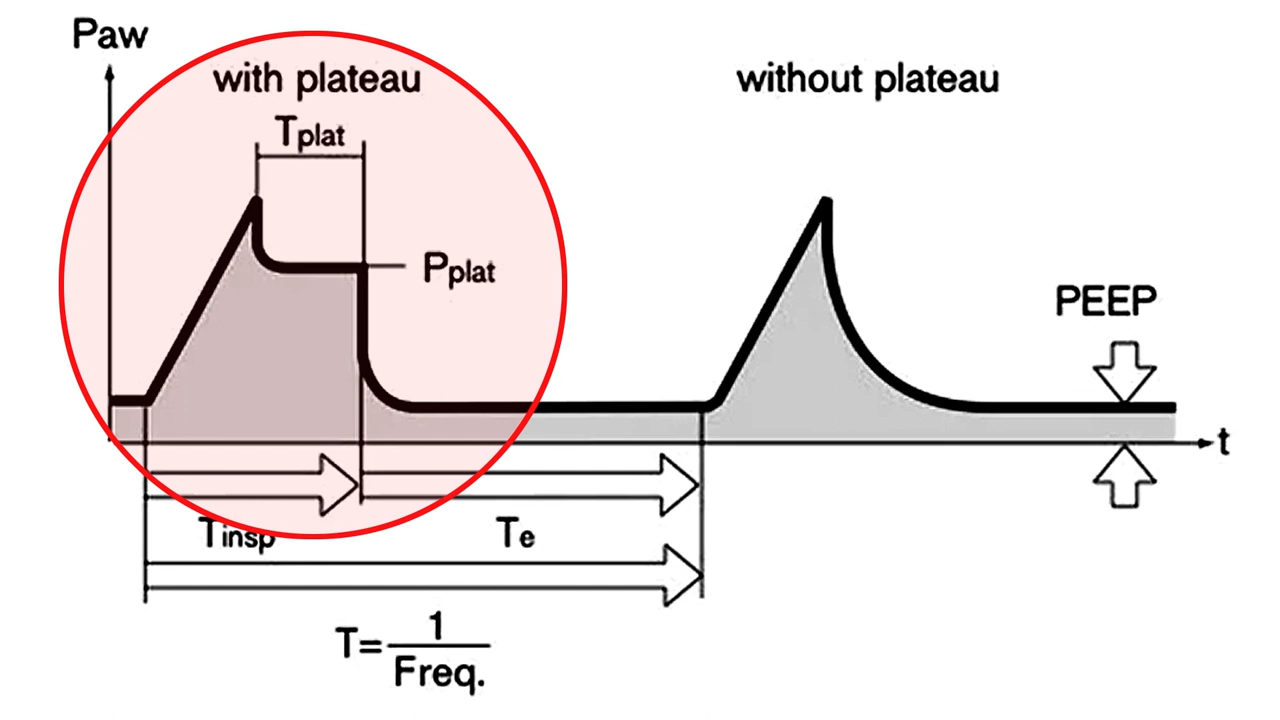 Paw
with plateau
without plateau
Tplat
Pplat
PEEP
t
Tinsp
Te
T=1/Freq.